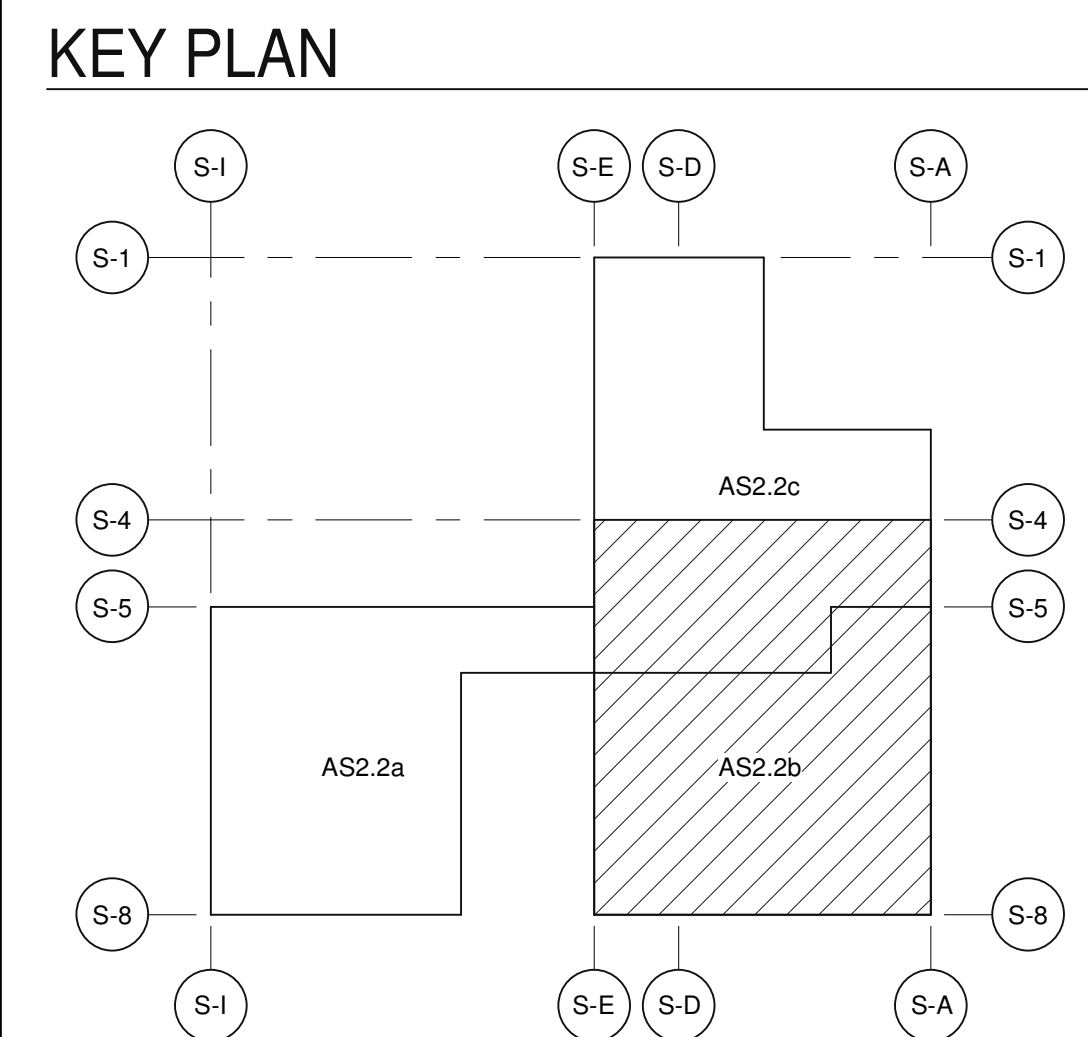 KEY PLAN
S-I S-E S-D S-A
S-1 S-1
AS2.2c
S-4 S-4
S-5 S-5
AS2.2a AS2.2b
S-8 S-8
S-I S-E S-D S-A